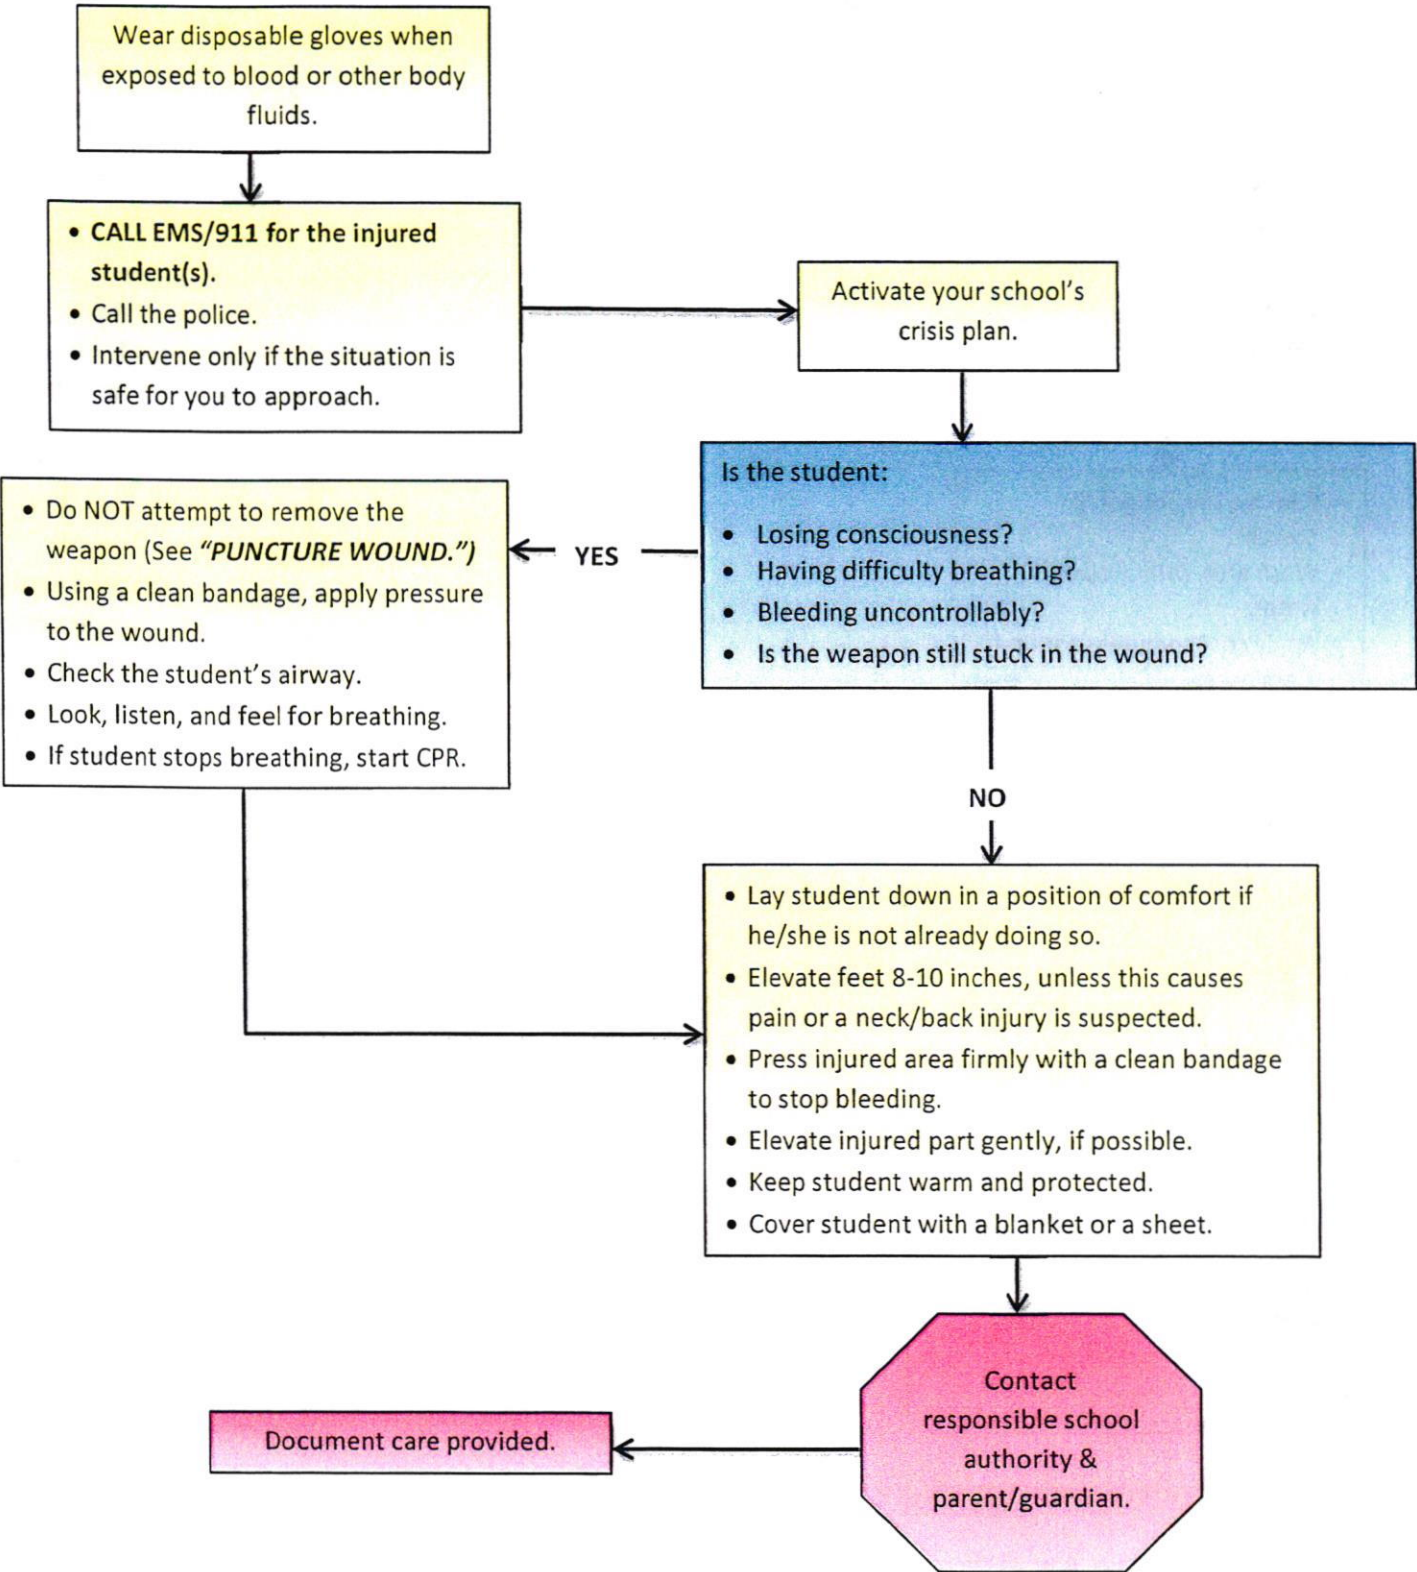 Wear disposable gloves when
exposed to blood or other body
fluids.
• CALL EMS/911 for the injured
student(s).
• Call the police.
• Intervene only if the situation is
safe for you to approach.
Activate your school's
crisis plan.
Is the student:
• Losing consciousness?
• Having difficulty breathing?
• Bleeding uncontrollably?
• Is the weapon still stuck in the wound?
YES
• Do NOT attempt to remove the
weapon (See "PUNCTURE WOUND.")
• Using a clean bandage, apply pressure
to the wound.
• Check the student's airway.
• Look, listen, and feel for breathing.
• If student stops breathing, start CPR.
NO
• Lay student down in a position of comfort if
he/she is not already doing so.
• Elevate feet 8-10 inches, unless this causes
pain or a neck/back injury is suspected.
• Press injured area firmly with a clean bandage
to stop bleeding.
• Elevate injured part gently, if possible.
• Keep student warm and protected.
• Cover student with a blanket or a sheet.
Contact
responsible school
authority &
parent/guardian.
Document care provided.